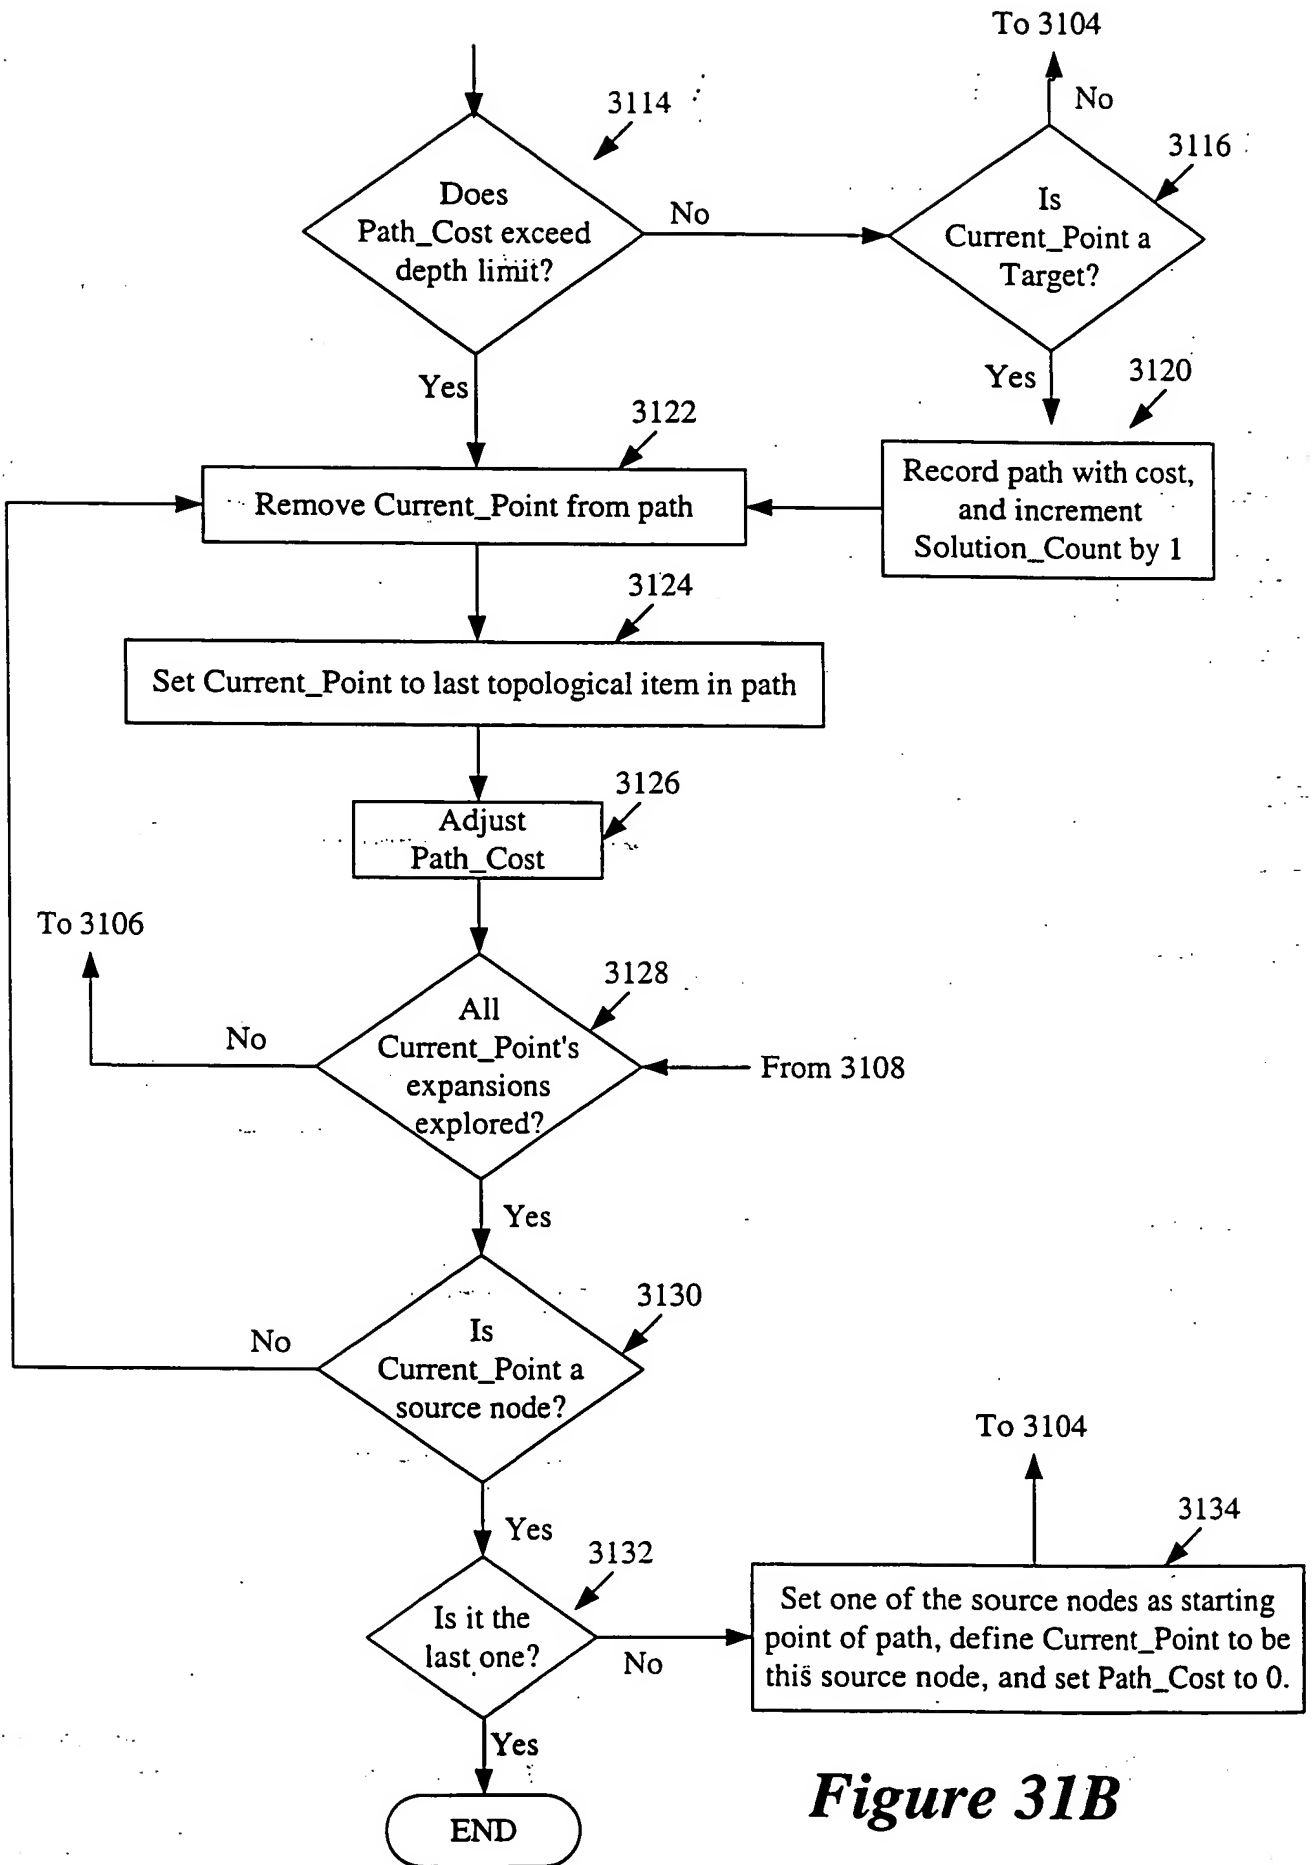 To 3104
No
3114
3116
Does
Path_Cost exceed
depth limit?
No
Is
Current_Point a
Target?
Yes
Yes
3120
3122
Remove Current_Point from path
Record path with cost,
and increment
Solution_Count by 1
3124
Set Current_Point to last topological item in path
3126
Adjust
Path_Cost
To 3106
3128
All
Current_Point's
expansions
explored?
No
From 3108
Yes
3130
Is
Current_Point a
source node?
No
To 3104
Yes
3134
3132
Is it the
last one?
No
Set one of the source nodes as starting
point of path, define Current_Point to be
this source node, and set Path_Cost to 0.
Yes
END
Figure 31B